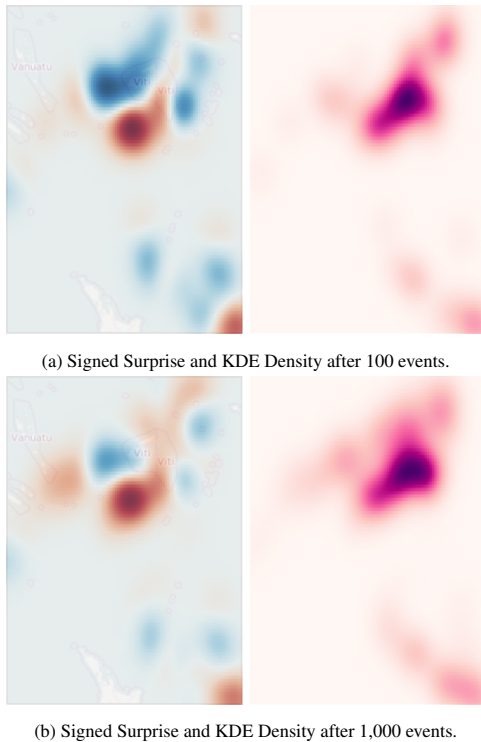 Vanuatu
Viti
Viti
(a) Signed Surprise and KDE Density after 100 events.
Vanuatu
Viti
Viti
(b) Signed Surprise and KDE Density after 1,000 events.